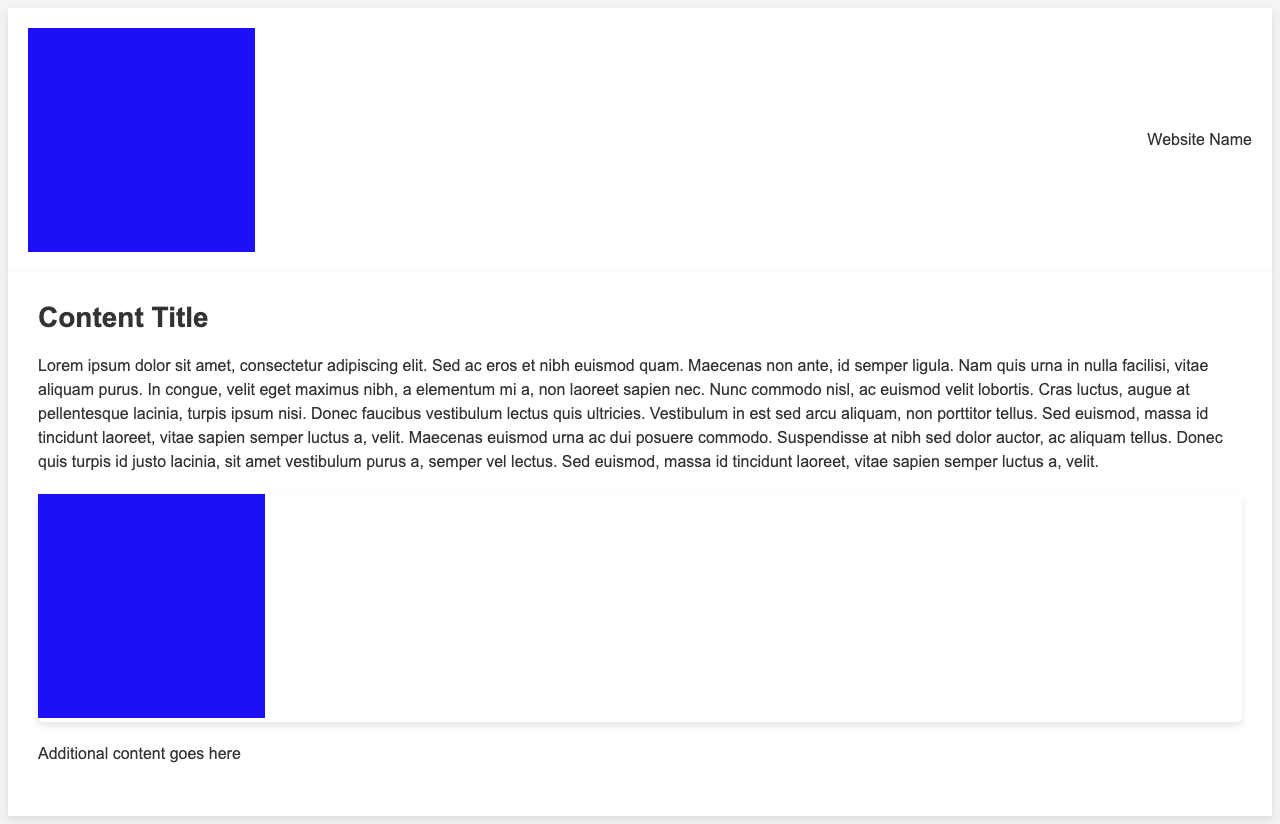 Website Name
Content Title
Lorem ipsum dolor sit amet, consectetur adipiscing elit. Sed ac eros et nibh euismod quam. Maecenas non ante, id semper ligula. Nam quis urna in nulla facilisi, vitae
aliquam purus. In congue, velit eget maximus nibh, a elementum mi a, non laoreet sapien nec. Nunc commodo nisl, ac euismod velit lobortis. Cras luctus, augue at
pellentesque lacinia, turpis ipsum nisi. Donec faucibus vestibulum lectus quis ultricies. Vestibulum in est sed arcu aliquam, non porttitor tellus. Sed euismod, massa id
tincidunt laoreet, vitae sapien semper luctus a, velit. Maecenas euismod urna ac dui posuere commodo. Suspendisse at nibh sed dolor auctor, ac aliquam tellus. Donec
quis turpis id justo lacinia, sit amet vestibulum purus a, semper vel lectus. Sed euismod, massa id tincidunt laoreet, vitae sapien semper luctus a, velit.
Additional content goes here